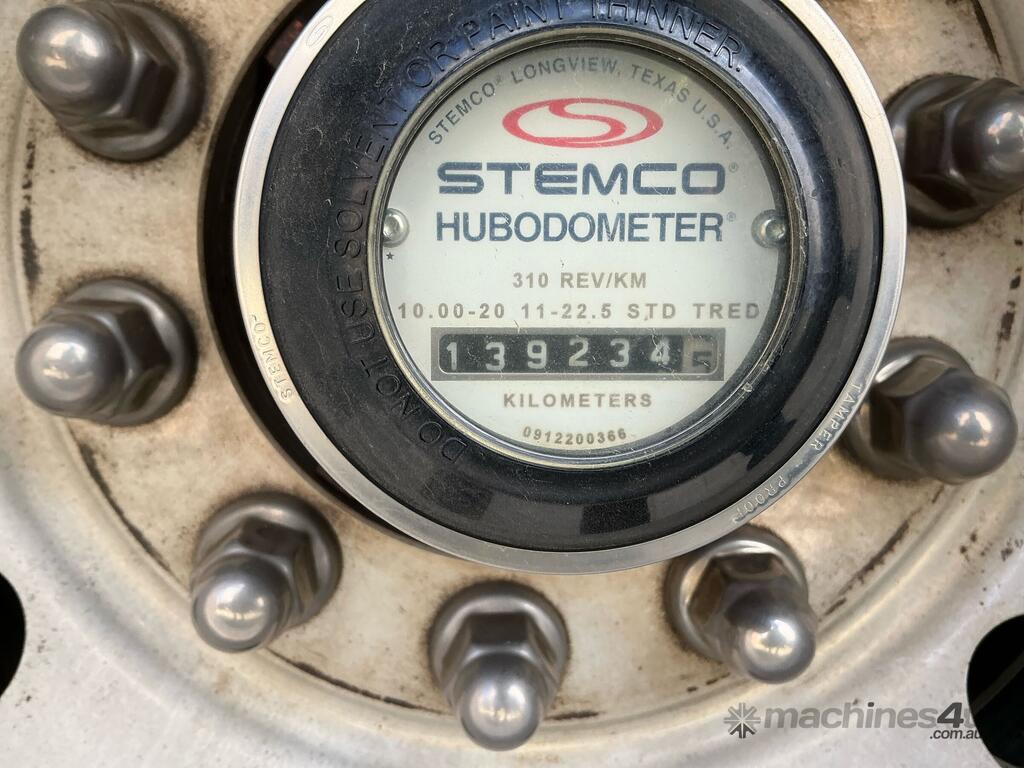 DO NOT USE SOLVENT OR PAINT THINNER.
STEMCO® LONGVIEW, TEXAS U.S.A.
STEMCO®
HUBODOMETER®
310 REV/KM
10.00-20 11-22.5 STD TRED
139234
KILOMETERS
0912200366
STEMCO
TAMPER PROOF
machines4
.com.au